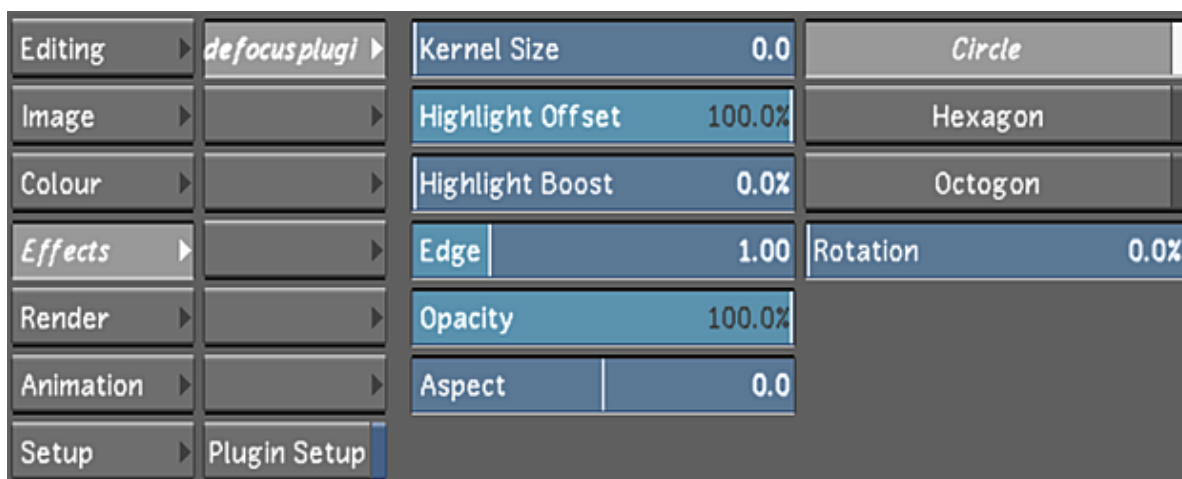 Editing defocusplugi Kernel Size 0.0 Circle
Image Highlight Offset 100.0% Hexagon
Colour Highlight Boost 0.0% Octogon
Effects Edge 1.00 Rotation 0.0%
Render Opacity 100.0%
Animation Aspect 0.0
Setup Plugin Setup